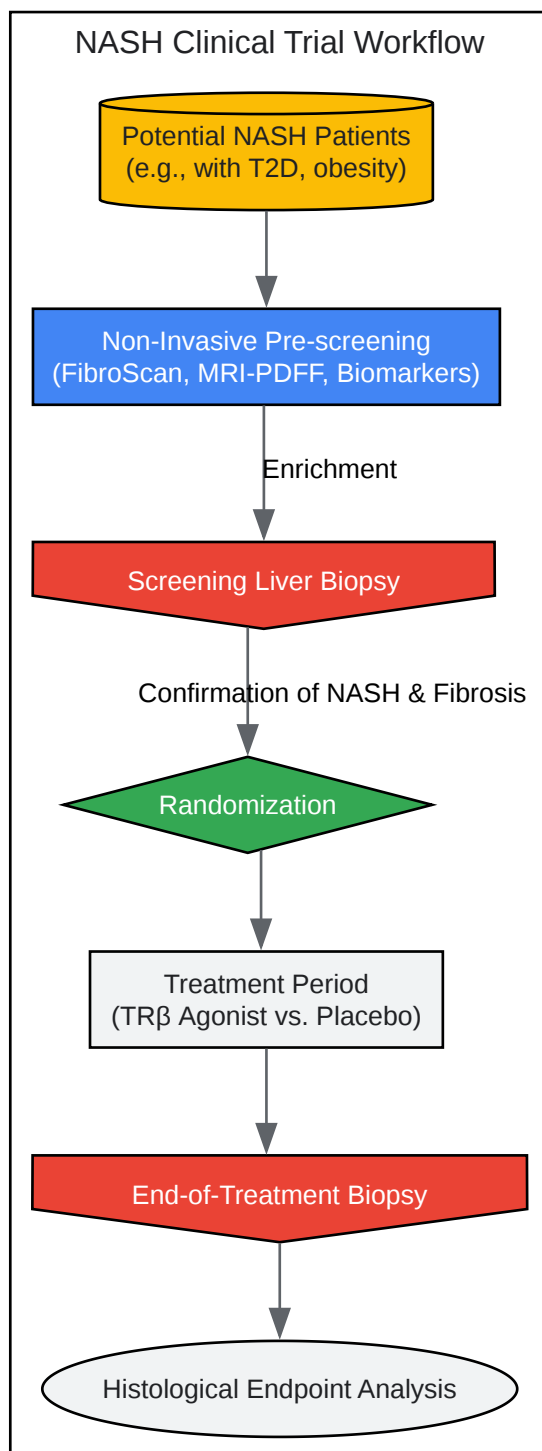 NASH Clinical Trial Workflow
Potential NASH Patients
(e.g., with T2D, obesity)
Non-Invasive Pre-screening
(FibroScan, MRI-PDFF, Biomarkers)
Enrichment
Screening Liver Biopsy
Confirmation of NASH & Fibrosis
Randomization
Treatment Period
(TRβ Agonist vs. Placebo)
End-of-Treatment Biopsy
Histological Endpoint Analysis